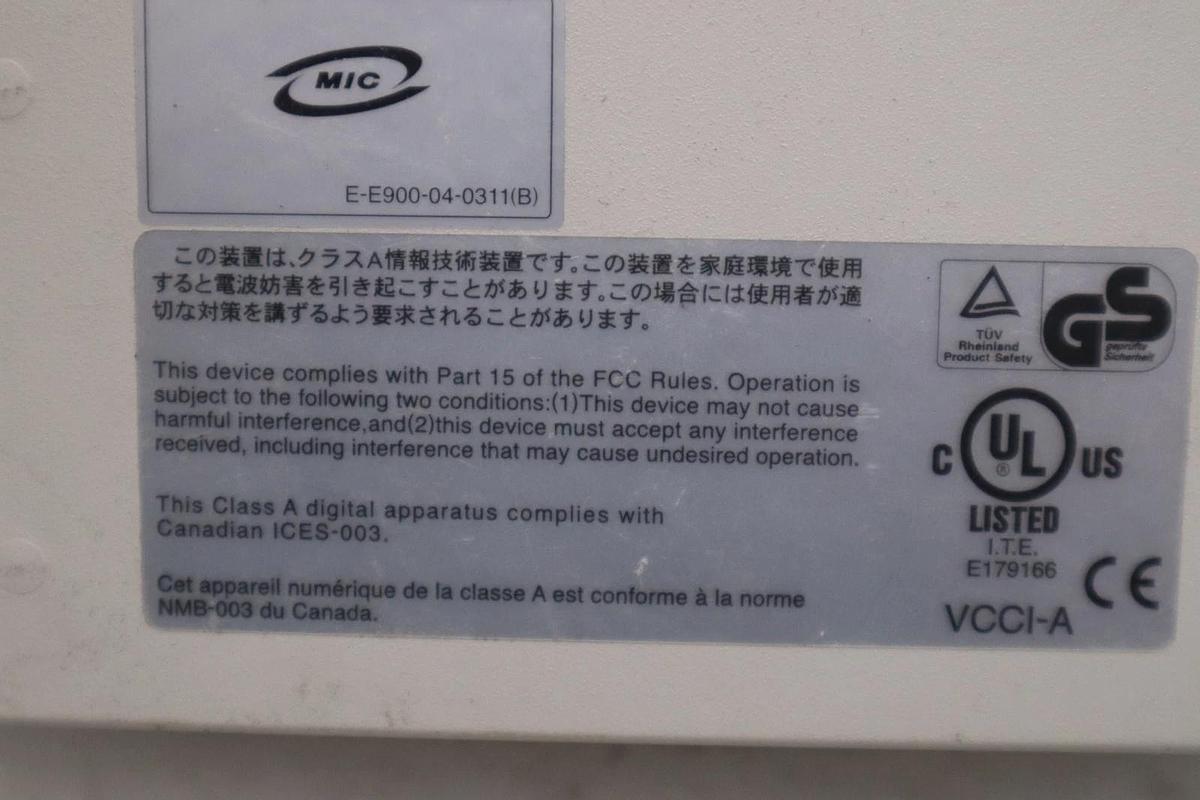 MIC
E-E900-04-0311(B)
この装置は、クラスA情報技術装置です。この装置を家庭環境で使用
すると電波妨害を引き起こすことがあります。この場合には使用者が適
切な対策を講ずるよう要求されることがあります。
This device complies with Part 15 of the FCC Rules. Operation is
subject to the following two conditions:(1)This device may not cause
harmful interference,and(2)this device must accept any interference
received, including interference that may cause undesired operation.
This Class A digital apparatus complies with
Canadian ICES-003.
Cet appareil numérique de la classe A est conforme à la norme
NMB-003 du Canada.
TÜV
Rheinland
Product Safety
GS
geprüfte
Sicherheit
C UL® US
LISTED
I.T.E.
E179166
CE
VCCI-A